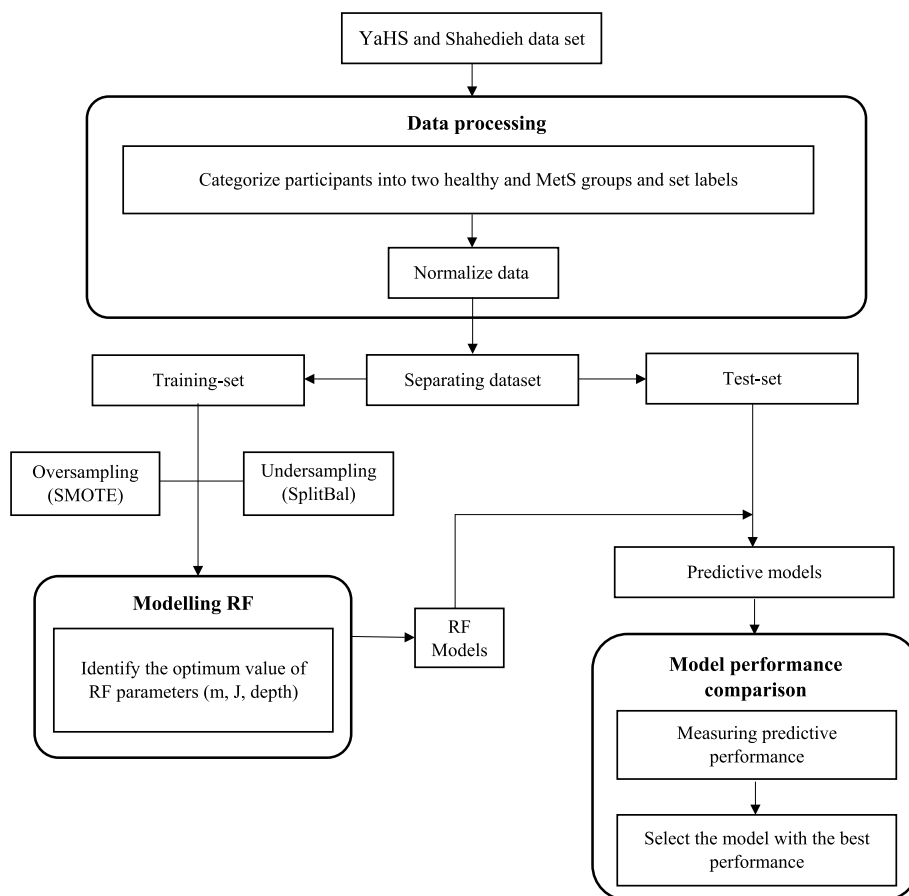 YaHS and Shahedieh data set
Data processing
Categorize participants into two healthy and MetS groups and set labels
Normalize data
Training-set
Separating dataset
Test-set
Oversampling
(SMOTE)
Undersampling
(SplitBal)
Modelling RF
Identify the optimum value of
RF parameters (m, J, depth)
RF
Models
Predictive models
Model performance
comparison
Measuring predictive
performance
Select the model with the best
performance